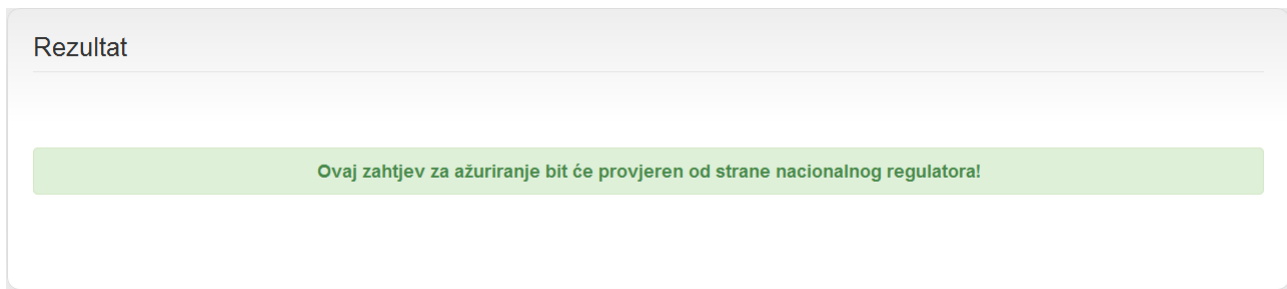 Rezultat
Ovaj zahtjev za ažuriranje bit će provjeren od strane nacionalnog regulatora!